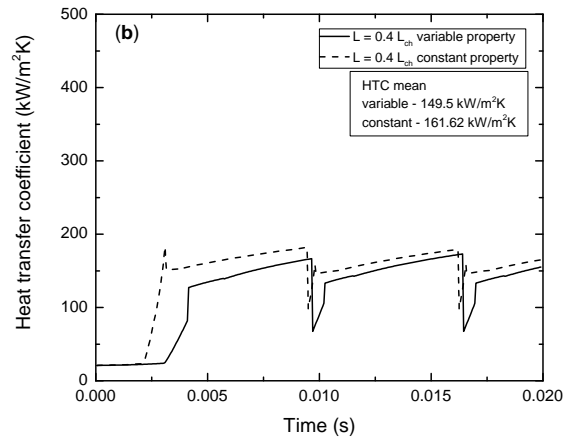 500
400
300
200
100
0
Heat transfer coefficient (kW/m²K)
(b)
L = 0.4 L_ch variable property
L = 0.4 L_ch constant property
HTC mean
variable - 149.5 kW/m²K
constant - 161.62 kW/m²K
0.000 0.005 0.010 0.015 0.020
Time (s)